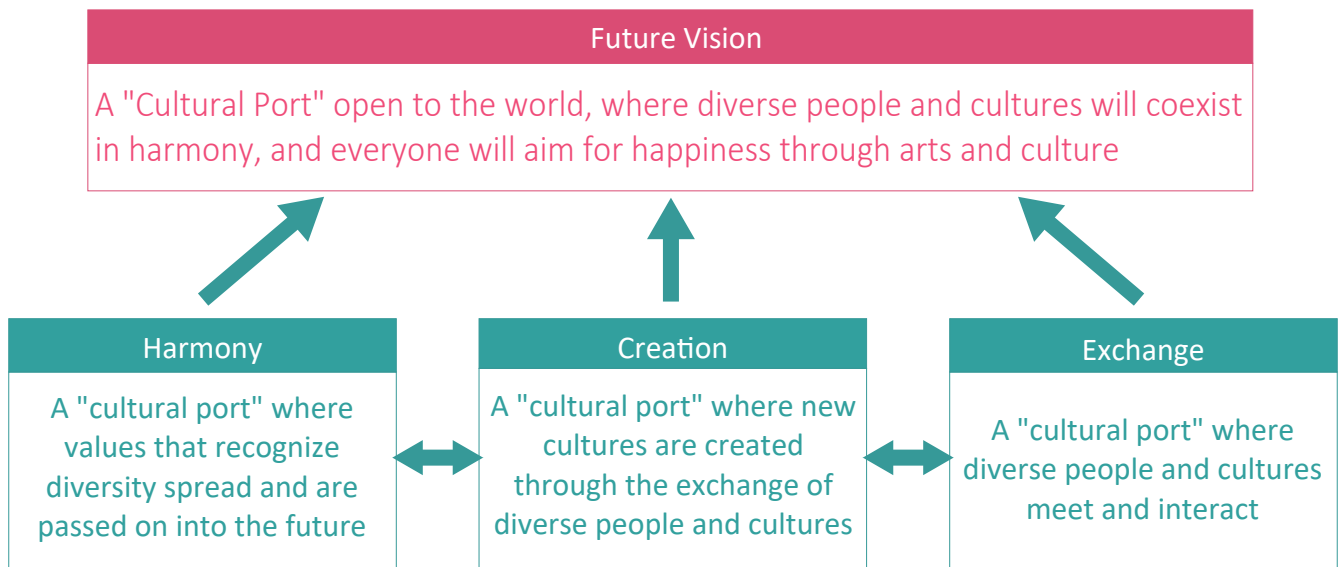 Future Vision
A "Cultural Port" open to the world, where diverse people and cultures will coexist
in harmony, and everyone will aim for happiness through arts and culture
Harmony
A "cultural port" where
values that recognize
diversity spread and are
passed on into the future
Creation
A "cultural port" where new
cultures are created
through the exchange of
diverse people and cultures
Exchange
A "cultural port" where
diverse people and cultures
meet and interact